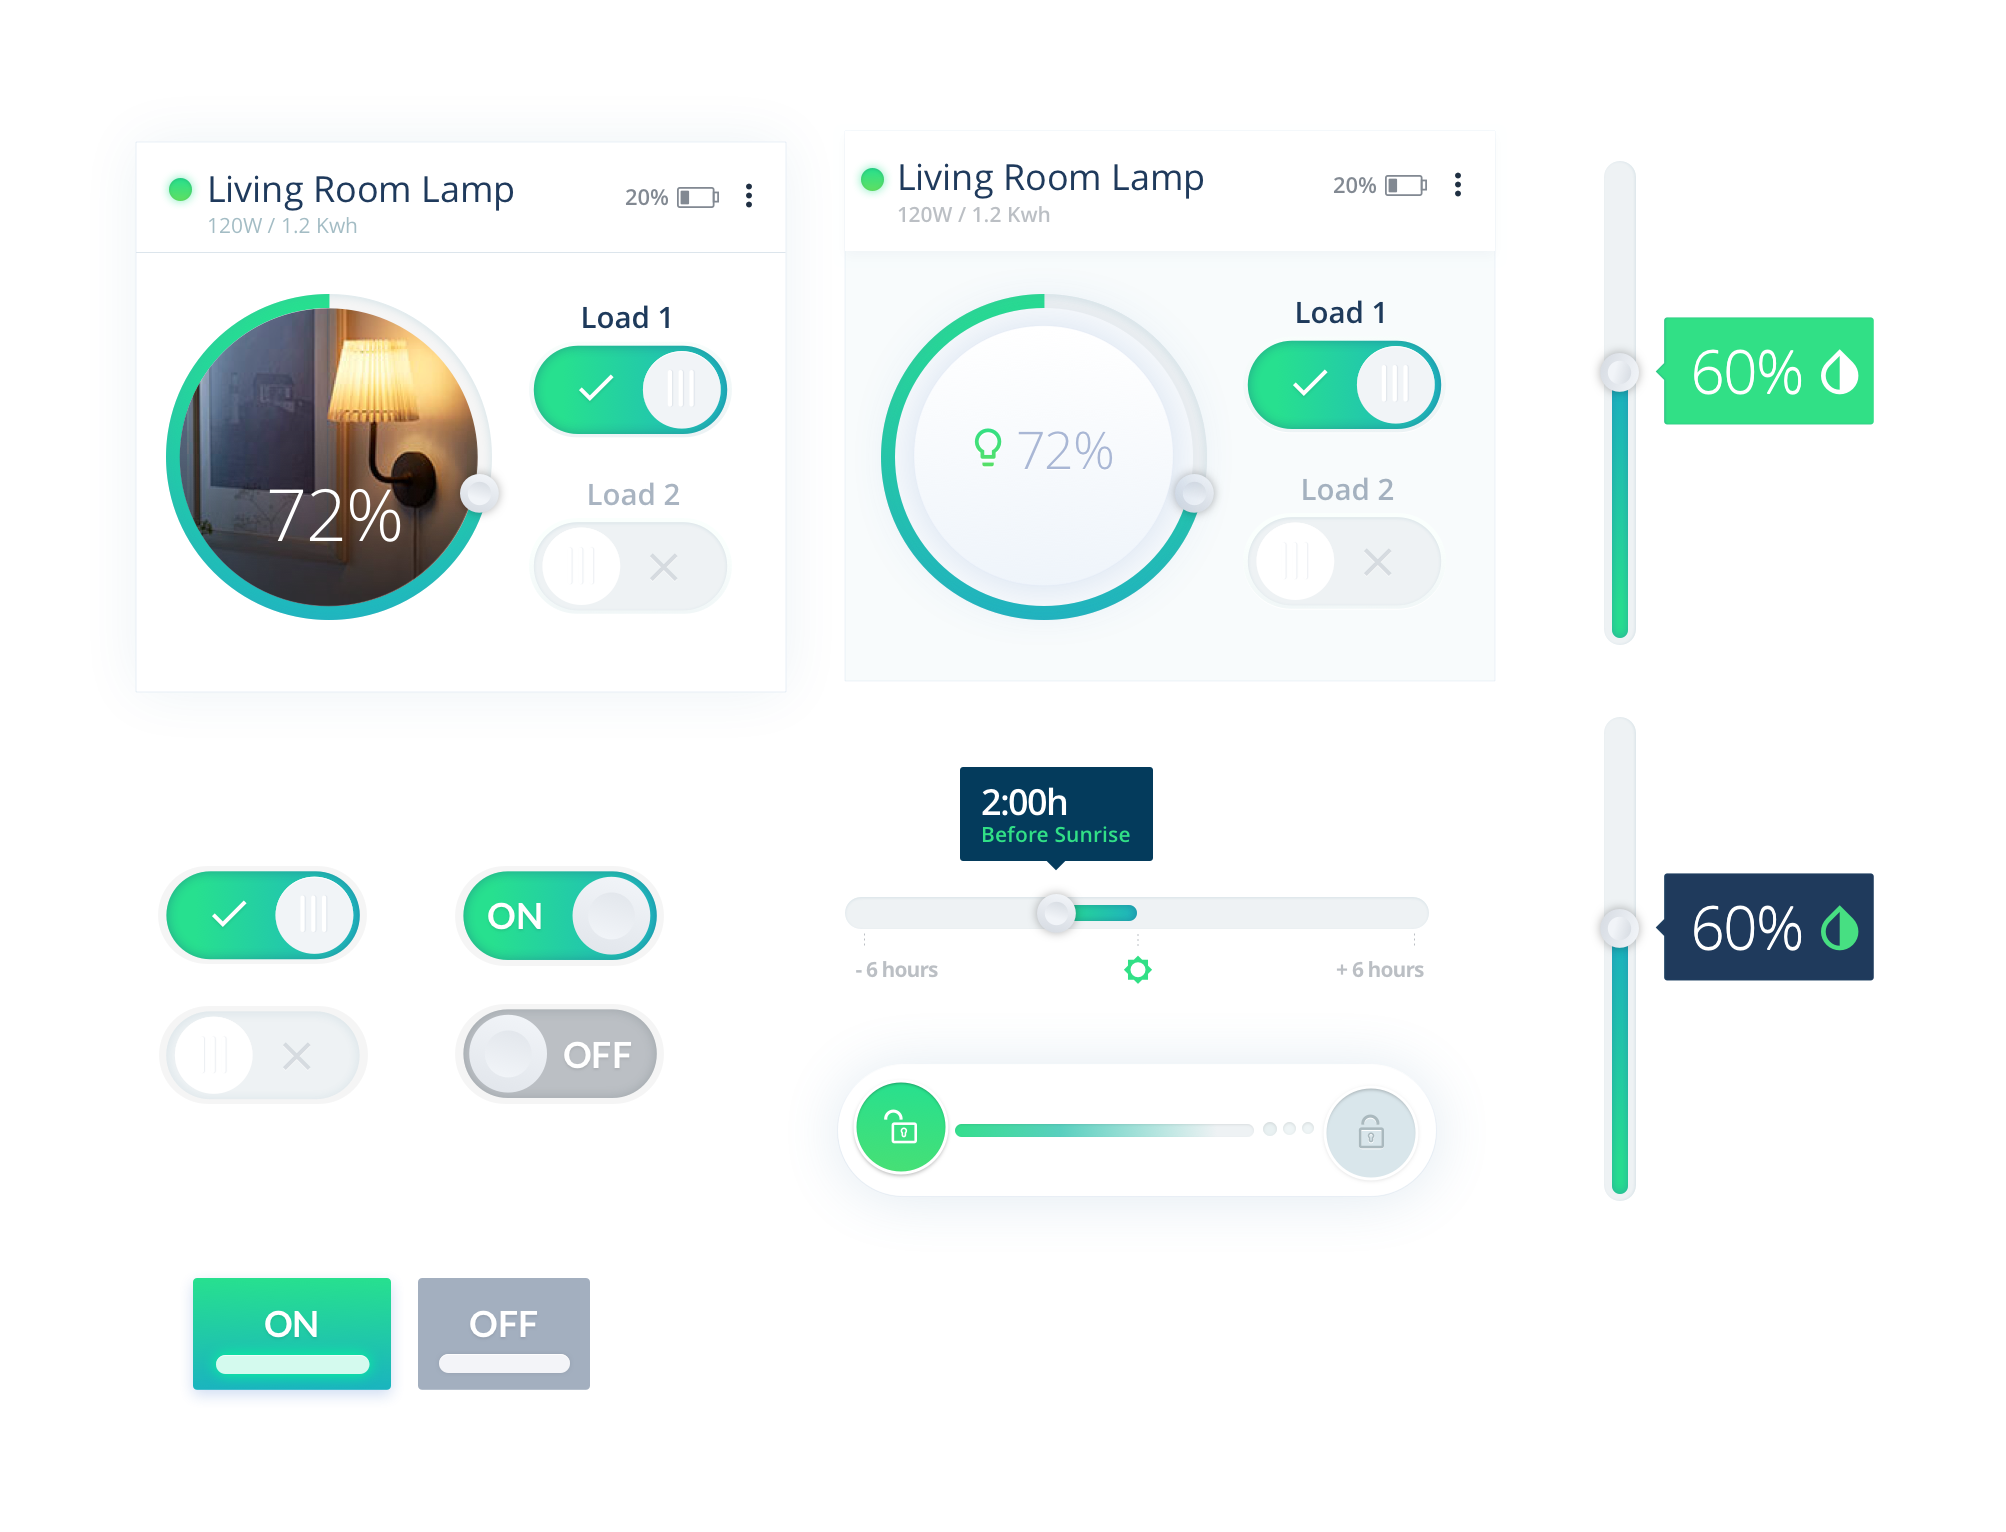 Living Room Lamp
120W / 1.2 Kwh
20%
Load 1
72%
Load 2
Living Room Lamp
120W / 1.2 Kwh
20%
Load 1
72%
Load 2
60%
60%
2:00h
Before Sunrise
- 6 hours
+ 6 hours
ON
OFF
ON
OFF